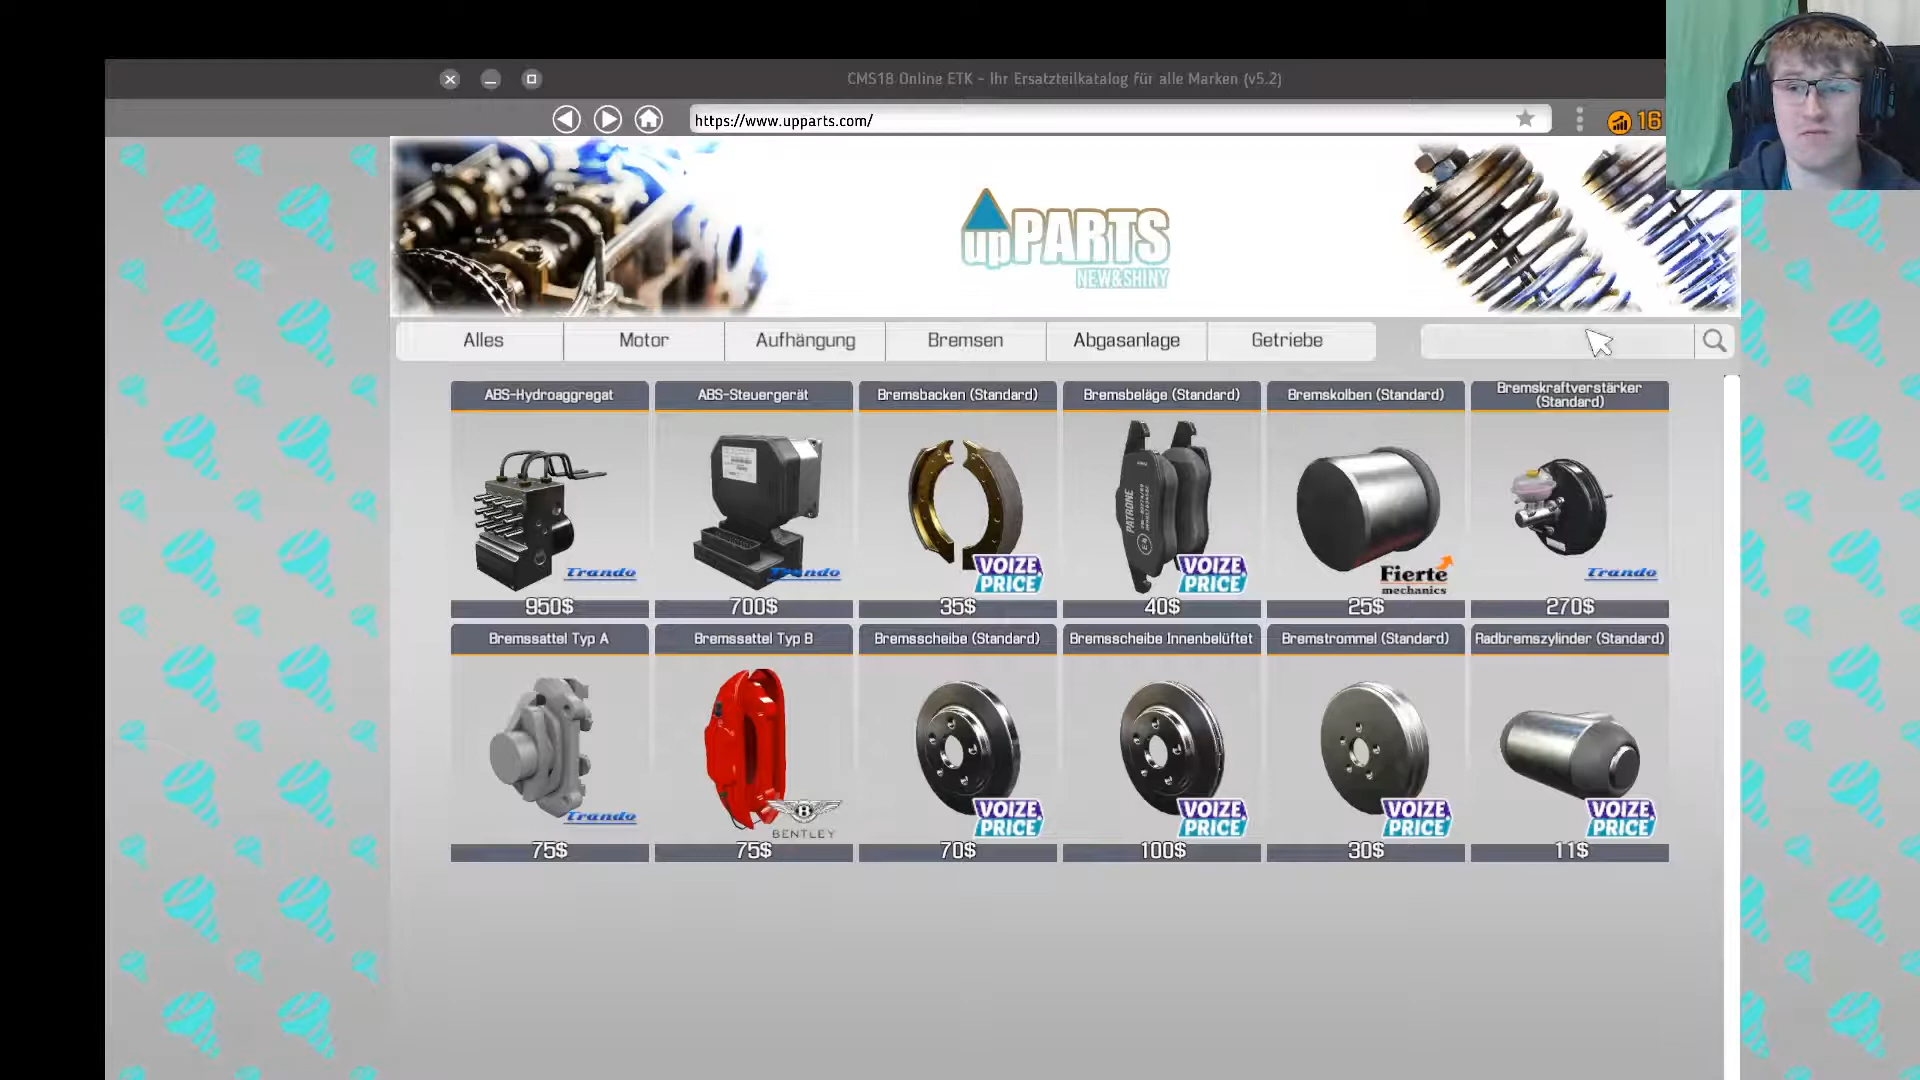 CMS18 Online ETK - Ihr Ersatzteilkatalog für alle Marken (v5.2)
https://www.upparts.com/
16
upPARTS
NEW&SHINY
Alles
Motor
Aufhängung
Bremsen
Abgasanlage
Getriebe
ABS-Hydroaggregat
ABS-Steuergerät
Bremsbacken (Standard)
Bremsbeläge (Standard)
Bremskolben (Standard)
Bremskraftverstärker
(Standard)
PATRONE
Trando
Trando
VOIZE
PRICE
VOIZE
PRICE
Fierte
mechanics
Trando
950$
700$
35$
40$
25$
270$
Bremssattel Typ A
Bremssattel Typ B
Bremsscheibe (Standard)
Bremsscheibe Innenbelüftet
Bremstrommel (Standard)
Radbremszylinder (Standard)
Trando
BENTLEY
VOIZE
PRICE
VOIZE
PRICE
VOIZE
PRICE
VOIZE
PRICE
75$
75$
70$
100$
30$
11$